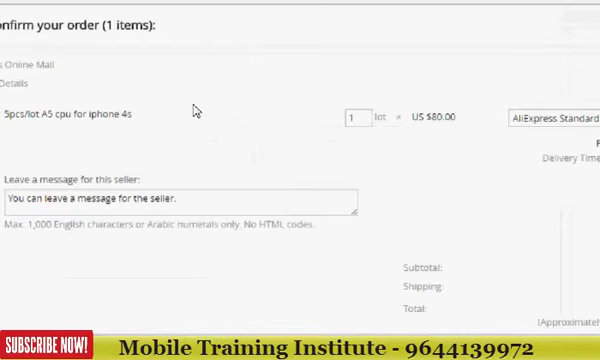 onfirm your order (1 items):
s Online Mall
Details
5pcs/lot A5 cpu for iphone 4s
1 lot × US $80.00 AliExpress Standard
Delivery Time
Leave a message for this seller:
You can leave a message for the seller.
Max. 1,000 English characters or Arabic numerals only. No HTML codes.
Subtotal:
Shipping:
Total:
(Approximatel
SUBSCRIBE NOW!
Mobile Training Institute - 9644139972